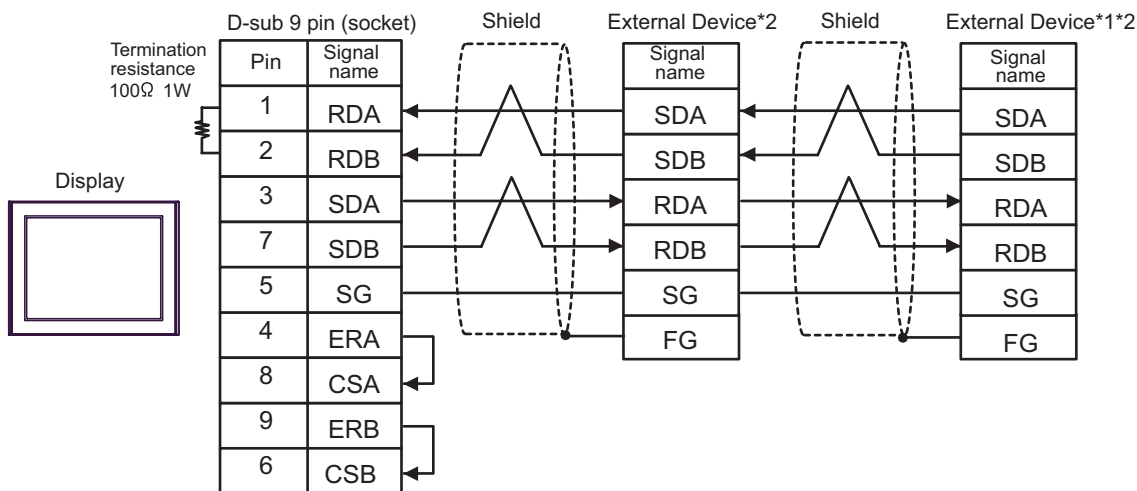 D-sub 9 pin (socket)
Shield
External Device*2
Shield
External Device*1*2
Termination
resistance
100Ω 1W
Pin
Signal
name
Signal
name
Signal
name
1
RDA
SDA
SDA
2
RDB
SDB
SDB
Display
3
SDA
RDA
RDA
7
SDB
RDB
RDB
5
SG
SG
SG
4
ERA
FG
FG
8
CSA
9
ERB
6
CSB